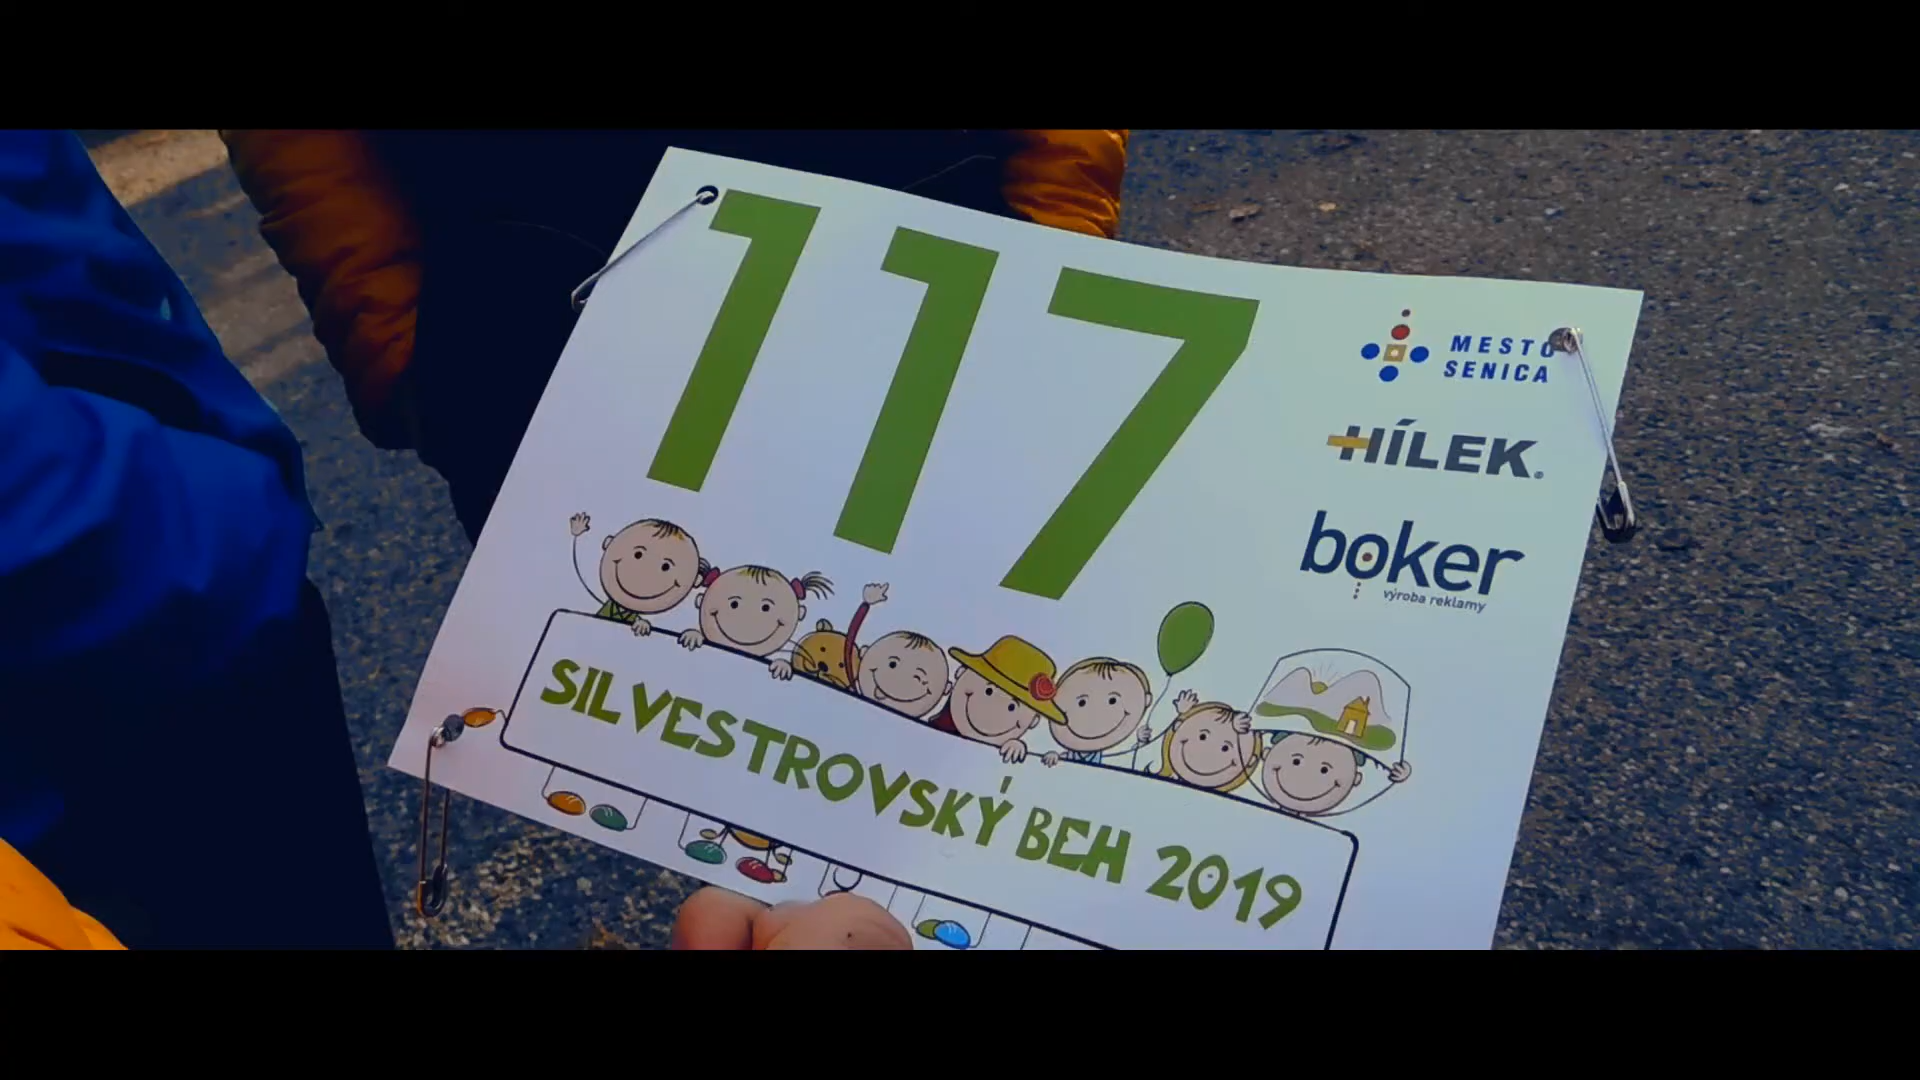 117
MESTO
SENICA
HÍLEK
boker
výroba reklamy
SILVESTROVSKÝ BEH 2019